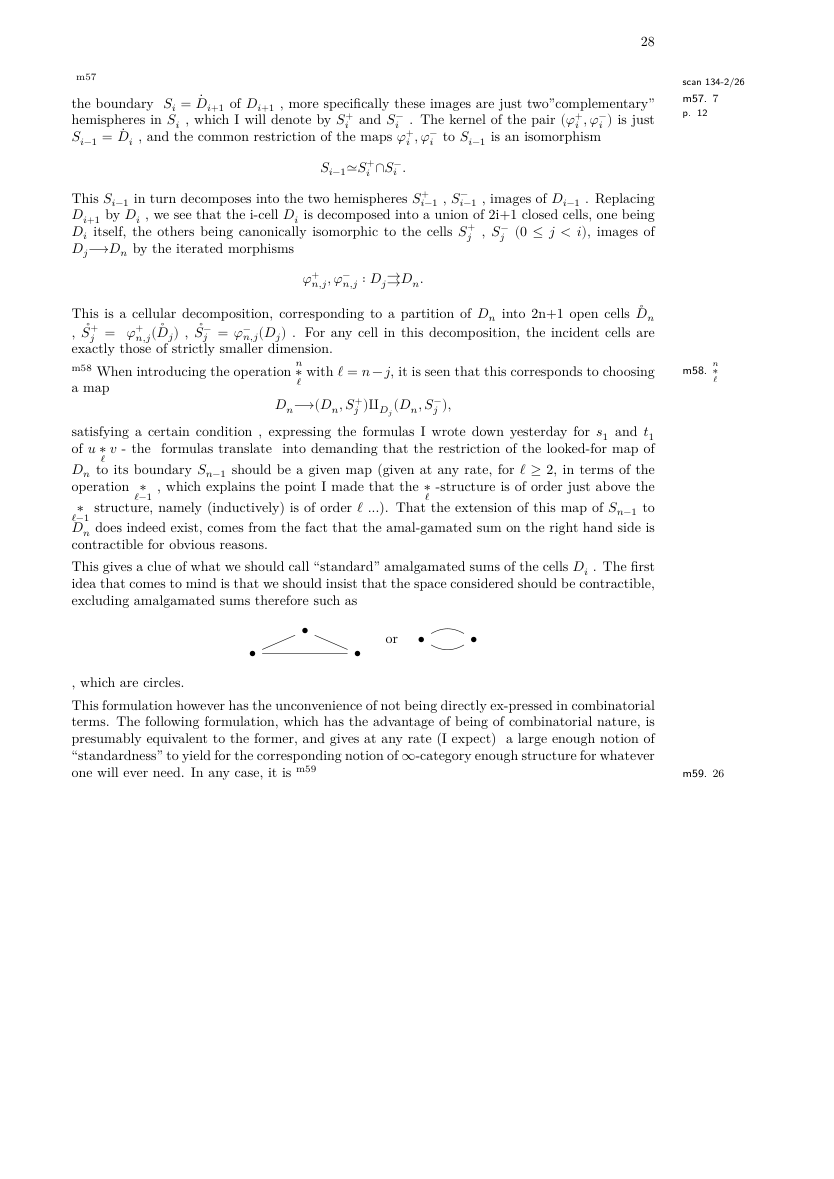 28
m57
scan 134-2/26
the boundary S_i = Ḋ_{i+1} of D_{i+1} , more specifically these images are just two”complementary”
m57. 7
hemispheres in S_i , which I will denote by S_i^+ and S_i^- . The kernel of the pair (φ_i^+, φ_i^-) is just
p. 12
S_{i−1} = Ḋ_i , and the common restriction of the maps φ_i^+, φ_i^- to S_{i−1} is an isomorphism
S_{i−1}≃S_i^+∩S_i^-.
This S_{i−1} in turn decomposes into the two hemispheres S_{i−1}^+ , S_{i−1}^- , images of D_{i−1} . Replacing
D_{i+1} by D_i , we see that the i-cell D_i is decomposed into a union of 2i+1 closed cells, one being
D_i itself, the others being canonically isomorphic to the cells S_j^+ , S_j^- (0 ≤ j < i), images of
D_j⟶D_n by the iterated morphisms
φ_{n,j}^+, φ_{n,j}^- : D_j⇉D_n.
This is a cellular decomposition, corresponding to a partition of D_n into 2n+1 open cells D̊_n
, S̊_j^+ = φ_{n,j}^+(D̊_j) , S̊_j^- = φ_{n,j}^-(D_j) . For any cell in this decomposition, the incident cells are
exactly those of strictly smaller dimension.
m58 When introducing the operation *_ℓ^n with ℓ = n−j, it is seen that this corresponds to choosing
m58. *_ℓ^n
a map
D_n⟶(D_n, S_j^+)⨿_{D_j}(D_n, S_j^-),
satisfying a certain condition , expressing the formulas I wrote down yesterday for s_1 and t_1
of u *_ℓ v - the formulas translate into demanding that the restriction of the looked-for map of
D_n to its boundary S_{n−1} should be a given map (given at any rate, for ℓ ≥ 2, in terms of the
operation *_{ℓ−1} , which explains the point I made that the *_ℓ -structure is of order just above the
*_{ℓ−1} structure, namely (inductively) is of order ℓ ...). That the extension of this map of S_{n−1} to
D_n does indeed exist, comes from the fact that the amal-gamated sum on the right hand side is
contractible for obvious reasons.
This gives a clue of what we should call “standard” amalgamated sums of the cells D_i . The first
idea that comes to mind is that we should insist that the space considered should be contractible,
excluding amalgamated sums therefore such as
or
, which are circles.
This formulation however has the unconvenience of not being directly ex-pressed in combinatorial
terms. The following formulation, which has the advantage of being of combinatorial nature, is
presumably equivalent to the former, and gives at any rate (I expect) a large enough notion of
“standardness” to yield for the corresponding notion of ∞-category enough structure for whatever
one will ever need. In any case, it is m59
m59. 26